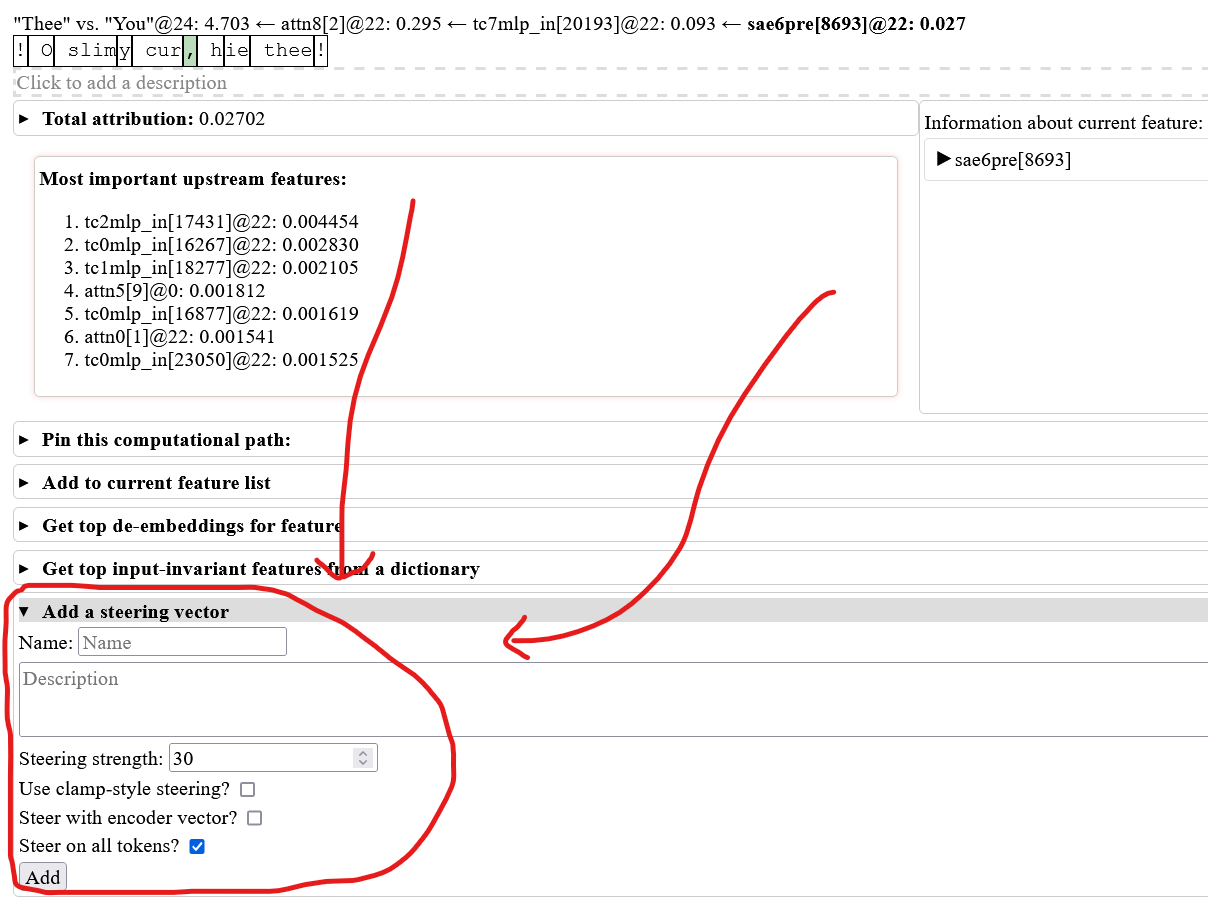 "Thee" vs. "You"@24: 4.703 ← attn8[2]@22: 0.295 ← tc7mlp_in[20193]@22: 0.093 ← sae6pre[8693]@22: 0.027
! O slimy cur, hie thee!
Click to add a description
▸ Total attribution: 0.02702
Information about current feature:
▶ sae6pre[8693]
Most important upstream features:
1. tc2mlp_in[17431]@22: 0.004454
2. tc0mlp_in[16267]@22: 0.002830
3. tc1mlp_in[18277]@22: 0.002105
4. attn5[9]@0: 0.001812
5. tc0mlp_in[16877]@22: 0.001619
6. attn0[1]@22: 0.001541
7. tc0mlp_in[23050]@22: 0.001525
▸ Pin this computational path:
▸ Add to current feature list
▸ Get top de-embeddings for feature
▸ Get top input-invariant features from a dictionary
▾ Add a steering vector
Name: Name
Description
Steering strength: 30
Use clamp-style steering?
Steer with encoder vector?
Steer on all tokens?
Add